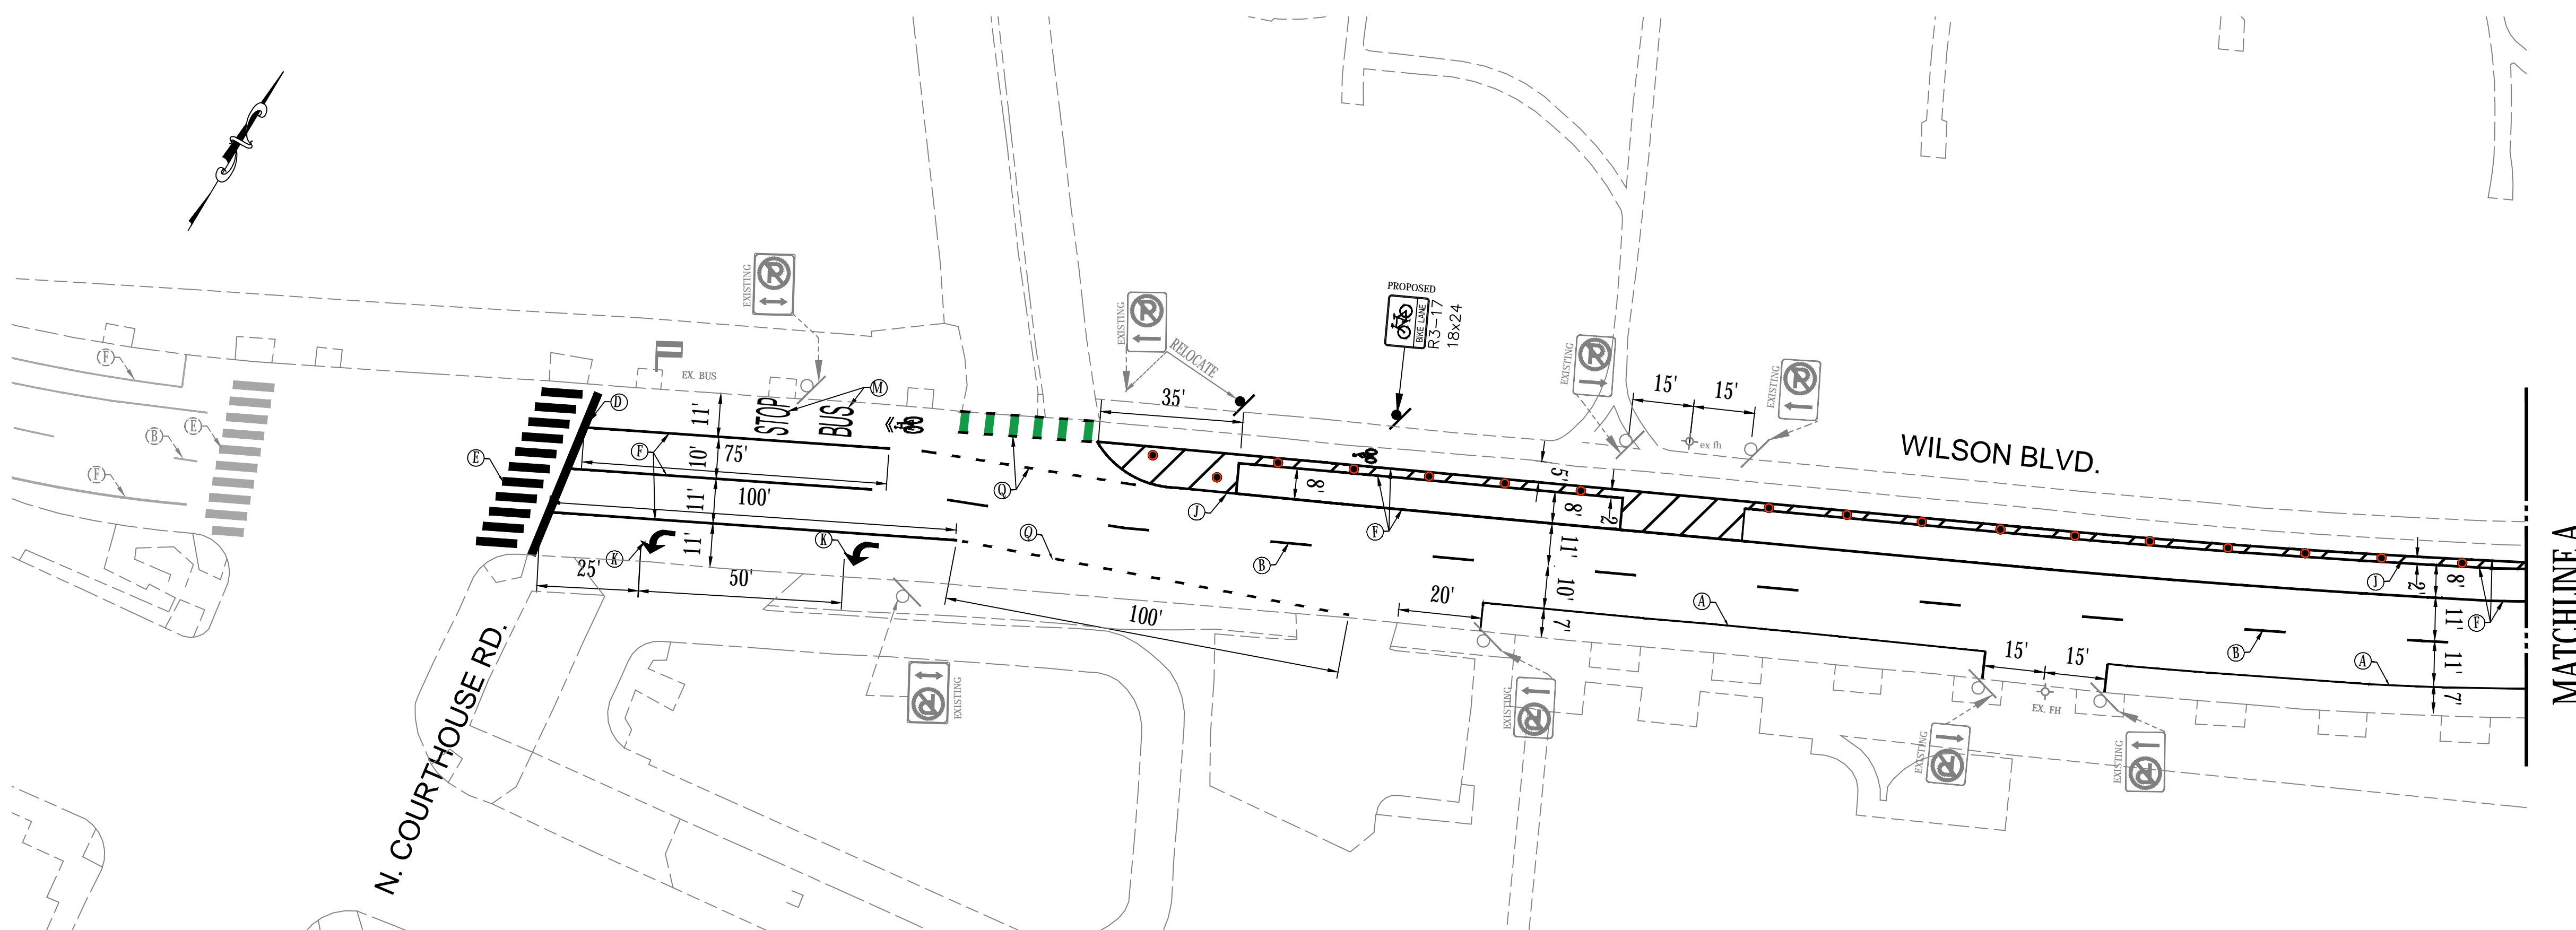 EXISTING
EXISTING
RELOCATE
PROPOSED
BIKE LANE
R3-17
18x24
EXISTING
15'
15'
EXISTING
ex fh
WILSON BLVD.
EX. BUS
M
D
STOP
BUS
35'
F
B
E
F
E
11'
10'
11'
11'
F
75'
100'
K
K
25'
50'
Q
Q
100'
J
8'
F
5'
8'
2'
11'
10'
7'
B
20'
A
EXISTING
EXISTING
N. COURTHOUSE RD.
15'
15'
EX. FH
EXISTING
EXISTING
B
A
J
2'
8'
F
11'
11'
7'
MATCHLINE A